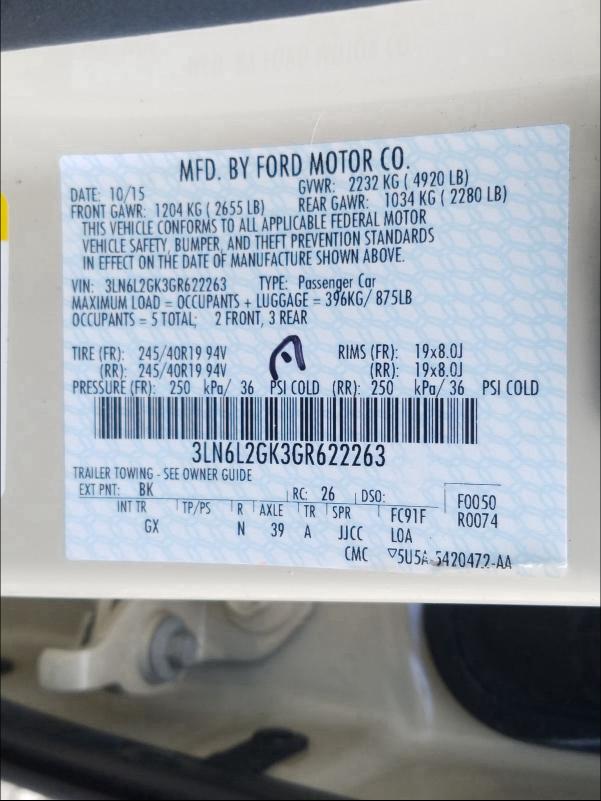 MFD. BY FORD MOTOR CO.
DATE: 10/15 GVWR: 2232 KG ( 4920 LB)
FRONT GAWR: 1204 KG ( 2655 LB) REAR GAWR: 1034 KG ( 2280 LB)
THIS VEHICLE CONFORMS TO ALL APPLICABLE FEDERAL MOTOR
VEHICLE SAFETY, BUMPER, AND THEFT PREVENTION STANDARDS
IN EFFECT ON THE DATE OF MANUFACTURE SHOWN ABOVE.
VIN: 3LN6L2GK3GR622263 TYPE: Passenger Car
MAXIMUM LOAD = OCCUPANTS + LUGGAGE = 396KG/ 875LB
OCCUPANTS = 5 TOTAL; 2 FRONT, 3 REAR
TIRE (FR): 245/40R19 94V RIMS (FR): 19x8.0J
(RR): 245/40R19 94V (RR): 19x8.0J
PRESSURE (FR): 250 kPa/ 36 PSI COLD (RR): 250 kPa/ 36 PSI COLD
3LN6L2GK3GR622263
TRAILER TOWING - SEE OWNER GUIDE
EXT PNT: BK RC: 26 DSO: F0050
INT TR TP/PS R AXLE TR SPR FC91F R0074
GX N 39 A JJCC LOA
CMC ▽5U5A-5420472-AA